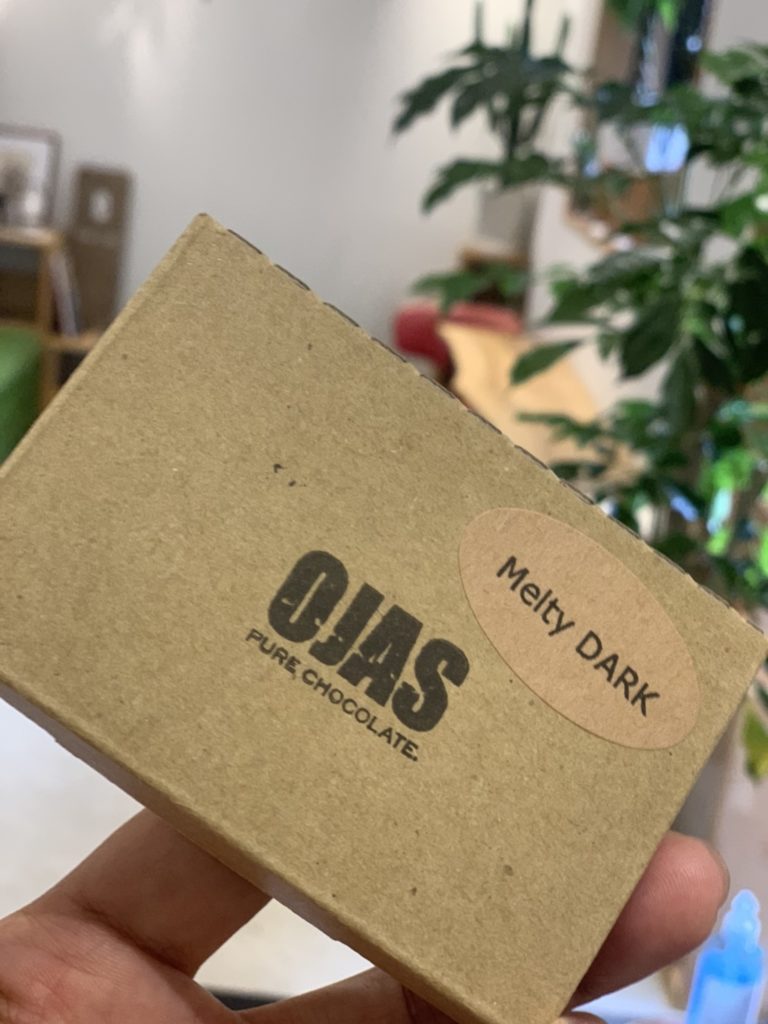 OJAS
PURE CHOCOLATE.
Melty DARK